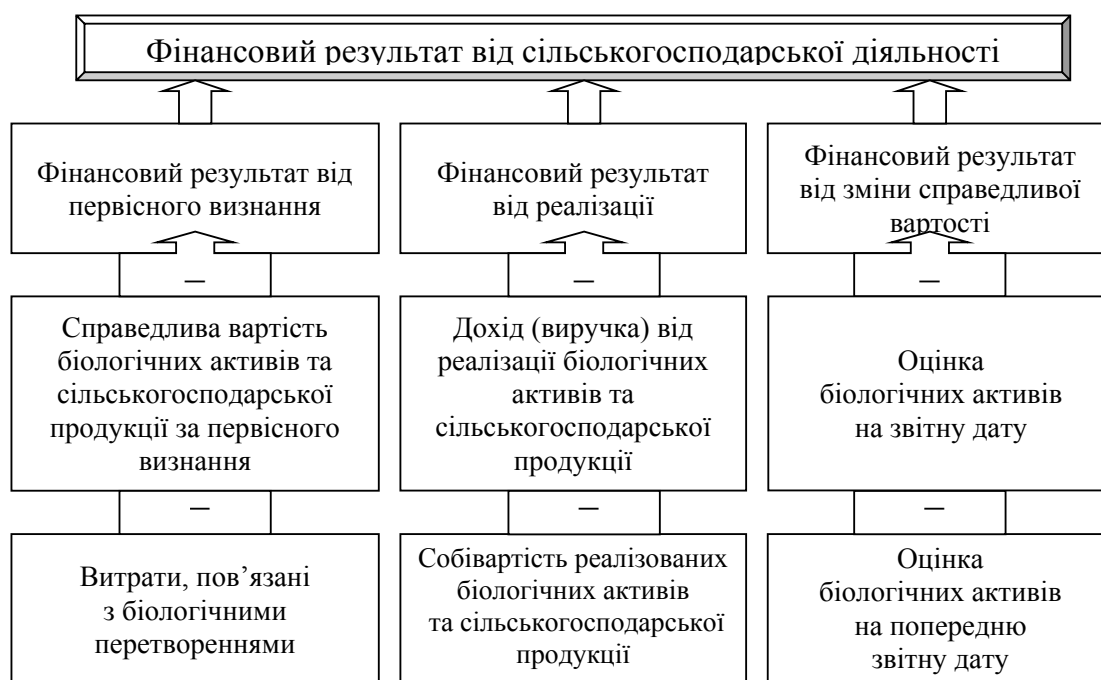 Фінансовий результат від сільськогосподарської діяльності
Фінансовий результат від
первісного визнання
Фінансовий результат
від реалізації
Фінансовий результат
від зміни справедливої
вартості
–
–
–
Справедлива вартість
біологічних активів та
сільськогосподарської
продукції за первісного
визнання
Дохід (виручка) від
реалізації біологічних
активів та
сільськогосподарської
продукції
Оцінка
біологічних активів
на звітну дату
–
–
–
Витрати, пов’язані
з біологічними
перетвореннями
Собівартість реалізованих
біологічних активів
та сільськогосподарської
продукції
Оцінка
біологічних активів
на попередню
звітну дату